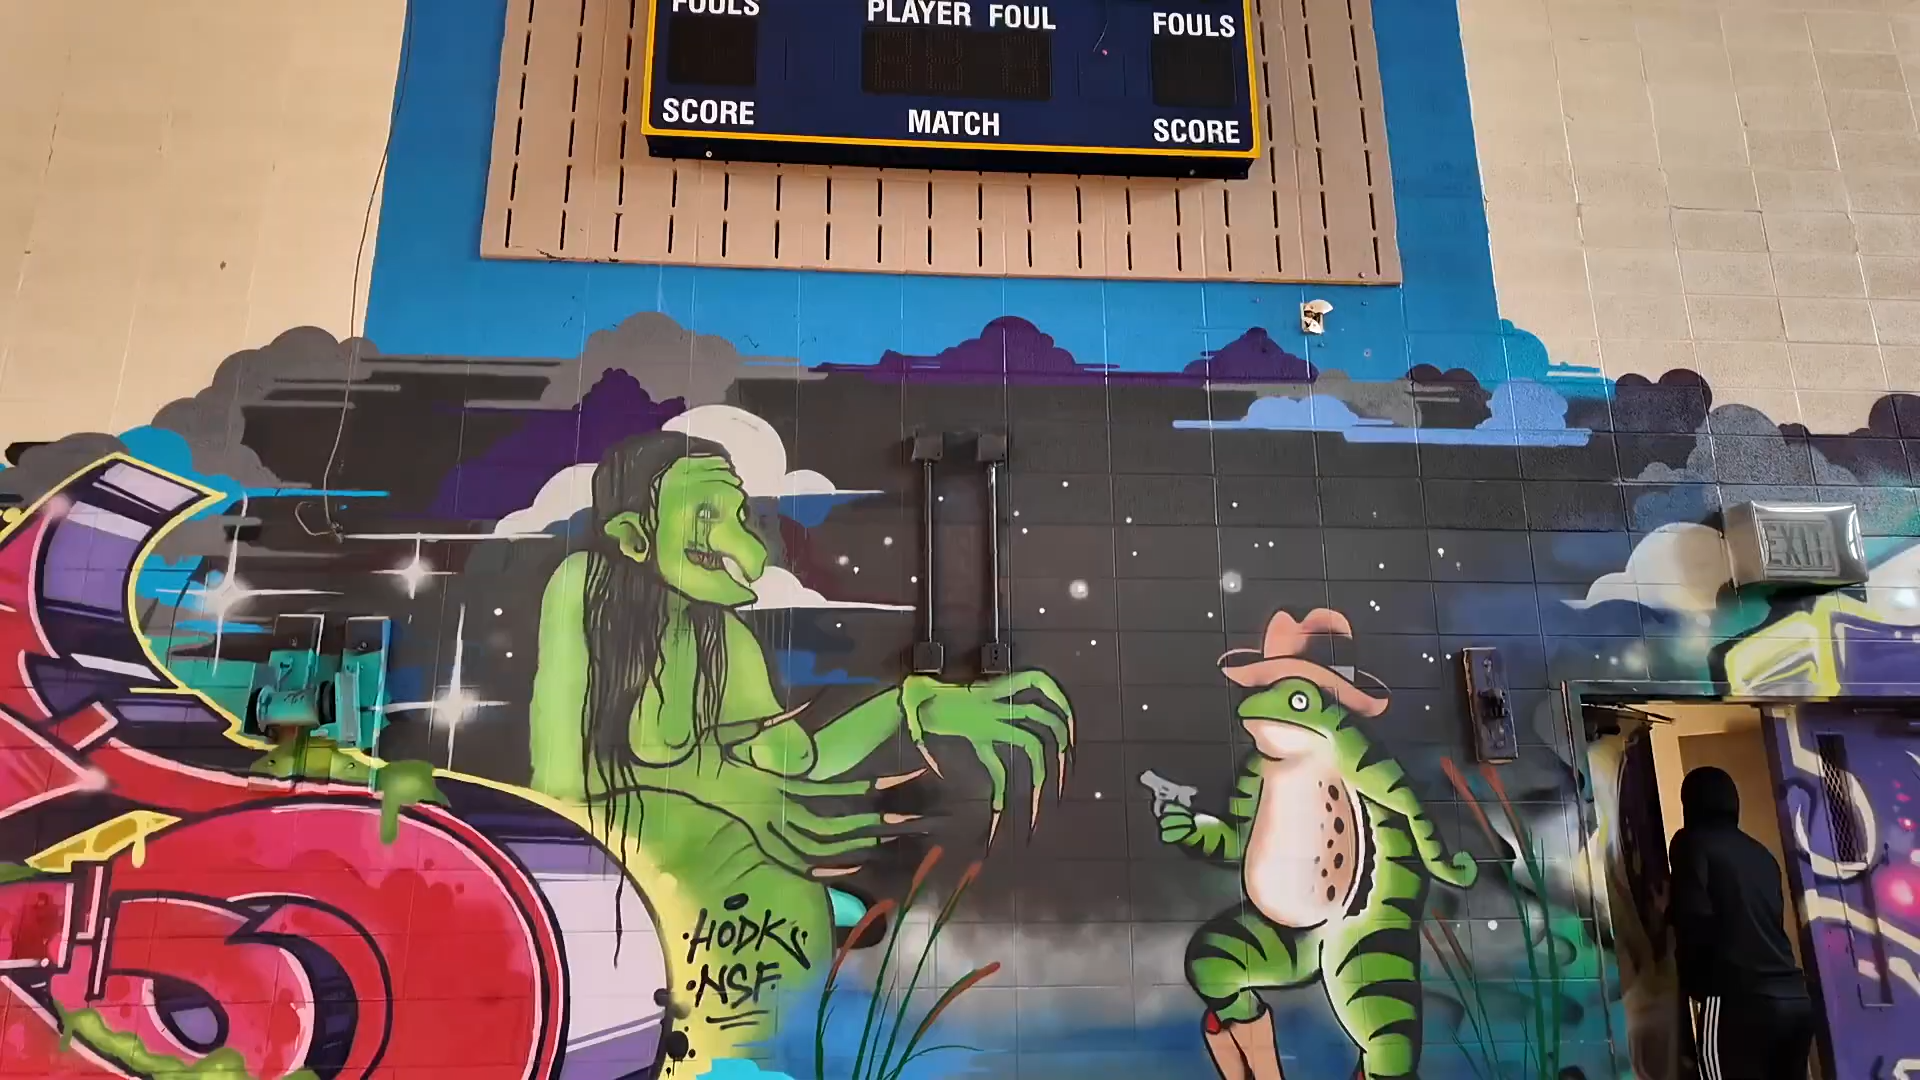 FOULS
PLAYER FOUL
FOULS
SCORE
MATCH
SCORE
EXIT
HODK
NSF